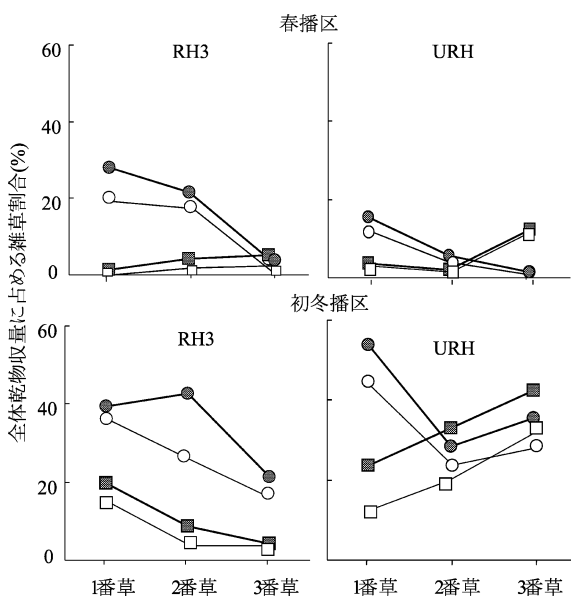 春播区
RH3
URH
60
40
20
0
全体乾物収量に占める雑草割合(%)
初冬播区
RH3
URH
60
40
20
0
1番草 2番草 3番草
1番草 2番草 3番草